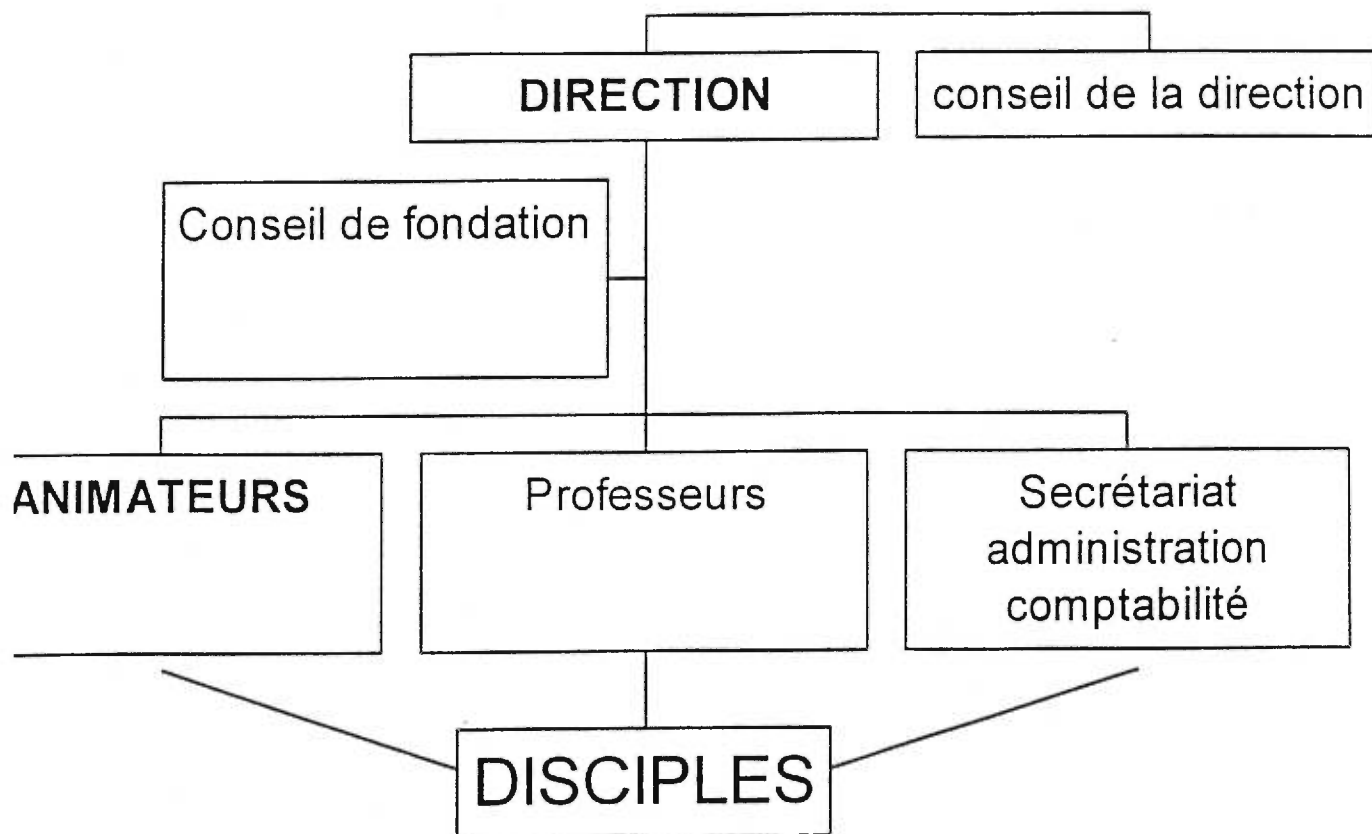 DIRECTION
conseil de la direction
Conseil de fondation
ANIMATEURS
Professeurs
Secrétariat
administration
comptabilité
DISCIPLES